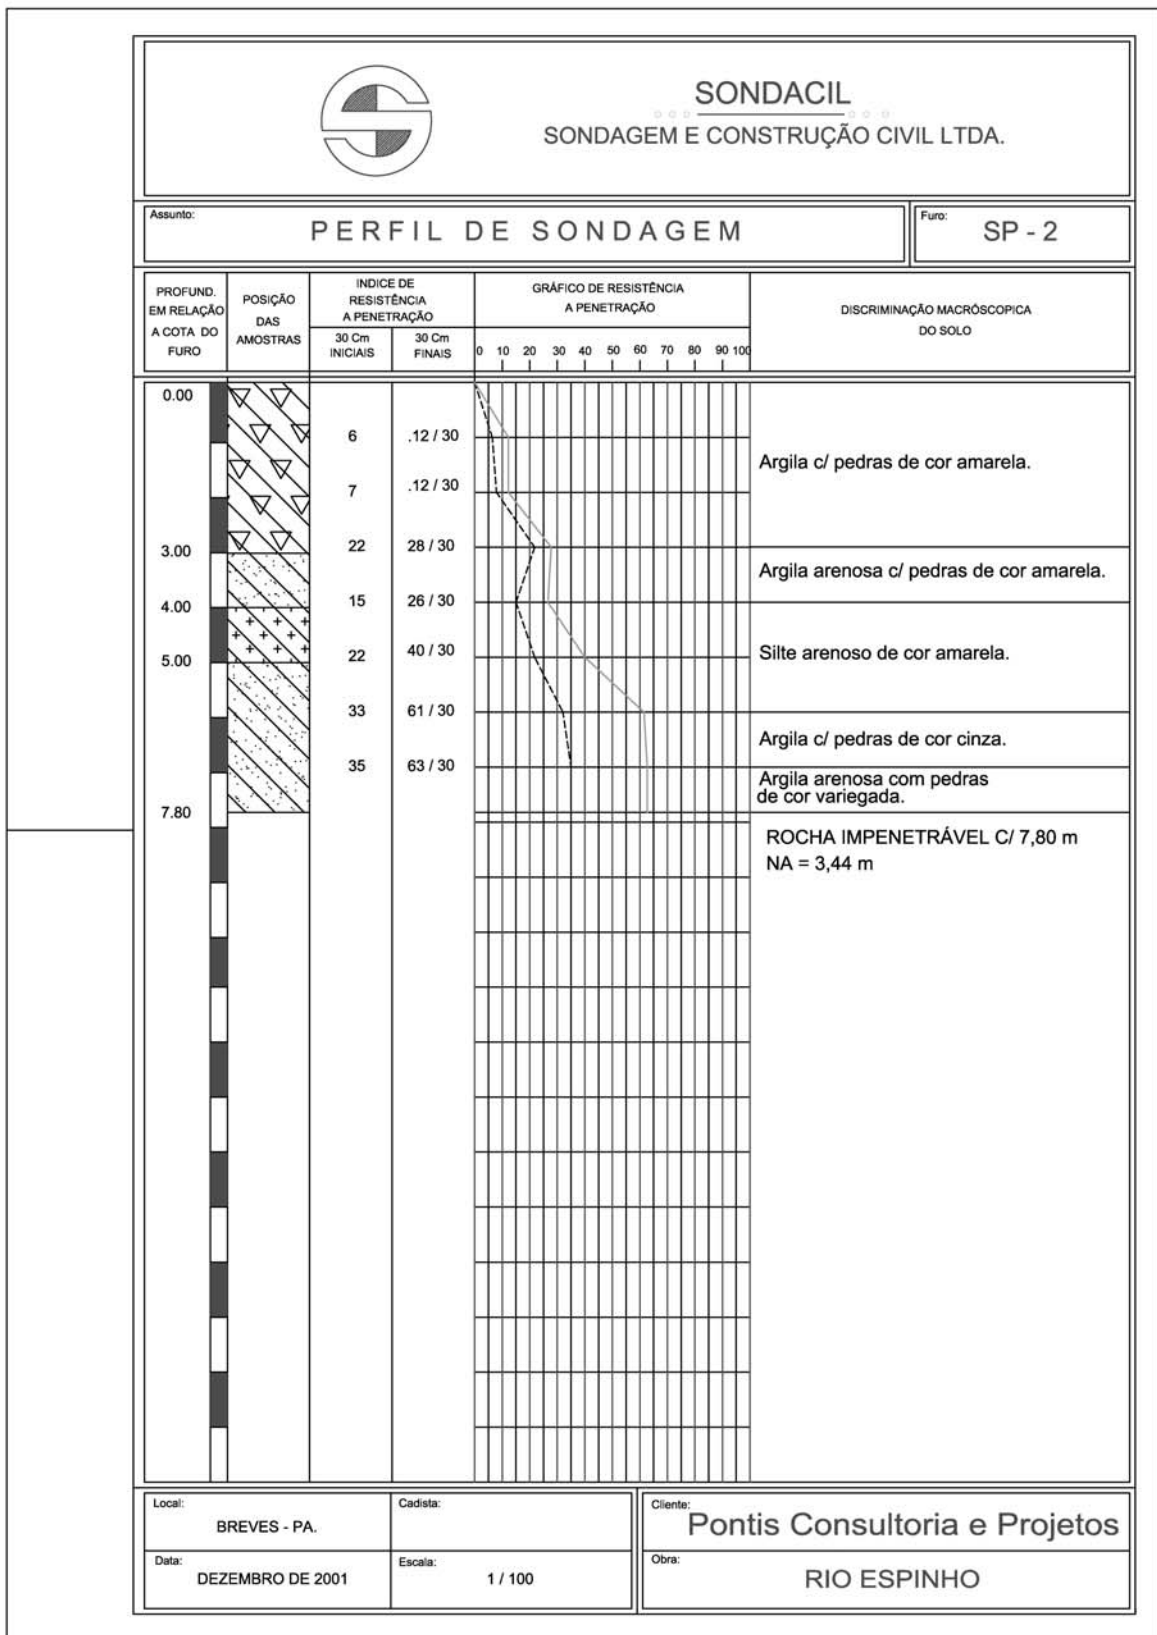 SONDACIL
SONDAGEM E CONSTRUÇÃO CIVIL LTDA.
Assunto:
PERFIL DE SONDAGEM
Furo:
SP - 2
PROFUND.
EM RELAÇÃO
A COTA DO
FURO
POSIÇÃO
DAS
AMOSTRAS
INDICE DE
RESISTÊNCIA
A PENETRAÇÃO
30 Cm
INICIAIS
30 Cm
FINAIS
GRÁFICO DE RESISTÊNCIA
A PENETRAÇÃO
0 10 20 30 40 50 60 70 80 90 100
DISCRIMINAÇÃO MACRÓSCOPICA
DO SOLO
0.00
6 .12 / 30
Argila c/ pedras de cor amarela.
7 .12 / 30
3.00 22 28 / 30
Argila arenosa c/ pedras de cor amarela.
4.00 15 26 / 30
5.00 22 40 / 30 Silte arenoso de cor amarela.
33 61 / 30
Argila c/ pedras de cor cinza.
35 63 / 30
Argila arenosa com pedras
de cor variegada.
7.80
ROCHA IMPENETRÁVEL C/ 7,80 m
NA = 3,44 m
Local:
BREVES - PA.
Cadista:
Cliente:
Pontis Consultoria e Projetos
Data:
DEZEMBRO DE 2001
Escala:
1 / 100
Obra:
RIO ESPINHO